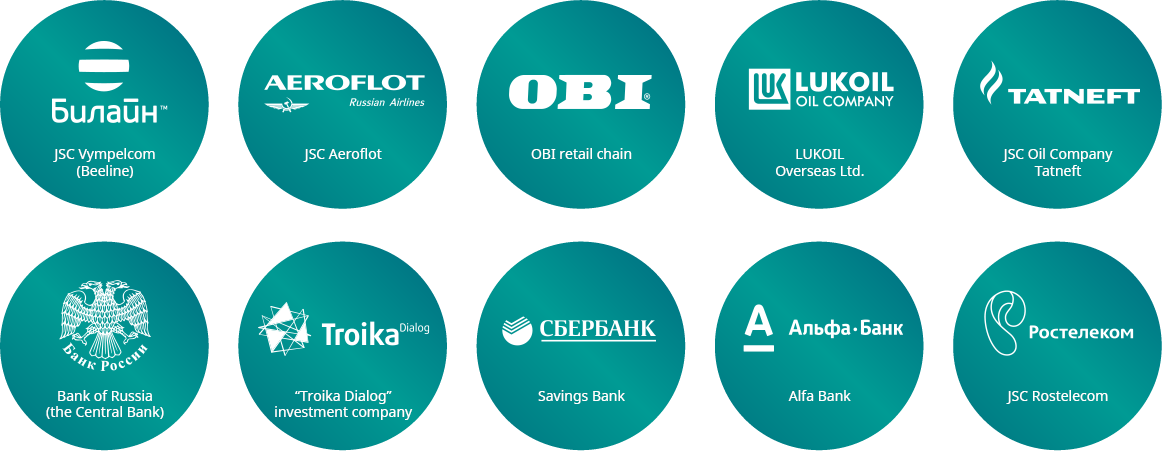 Билайн™
JSC Vympelcom
(Beeline)
AEROFLOT
Russian Airlines
JSC Aeroflot
OBI®
OBI retail chain
LUK
LUKOIL
OIL COMPANY
LUKOIL
Overseas Ltd.
TATNEFT
JSC Oil Company
Tatneft
Банк России
Bank of Russia
(the Central Bank)
Troika Dialog
“Troika Dialog”
investment company
СБЕРБАНК
Savings Bank
А
Альфа·Банк
Alfa Bank
Ростелеком
JSC Rostelecom